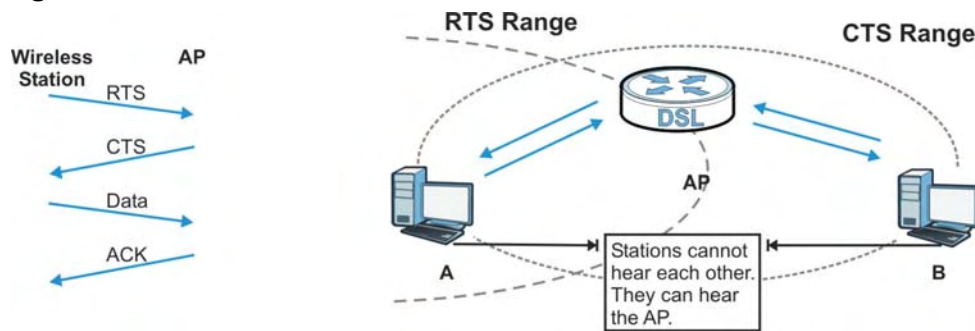 Wireless
Station
AP
RTS
CTS
Data
ACK
RTS Range
CTS Range
DSL
AP
A
B
Stations cannot
hear each other.
They can hear
the AP.